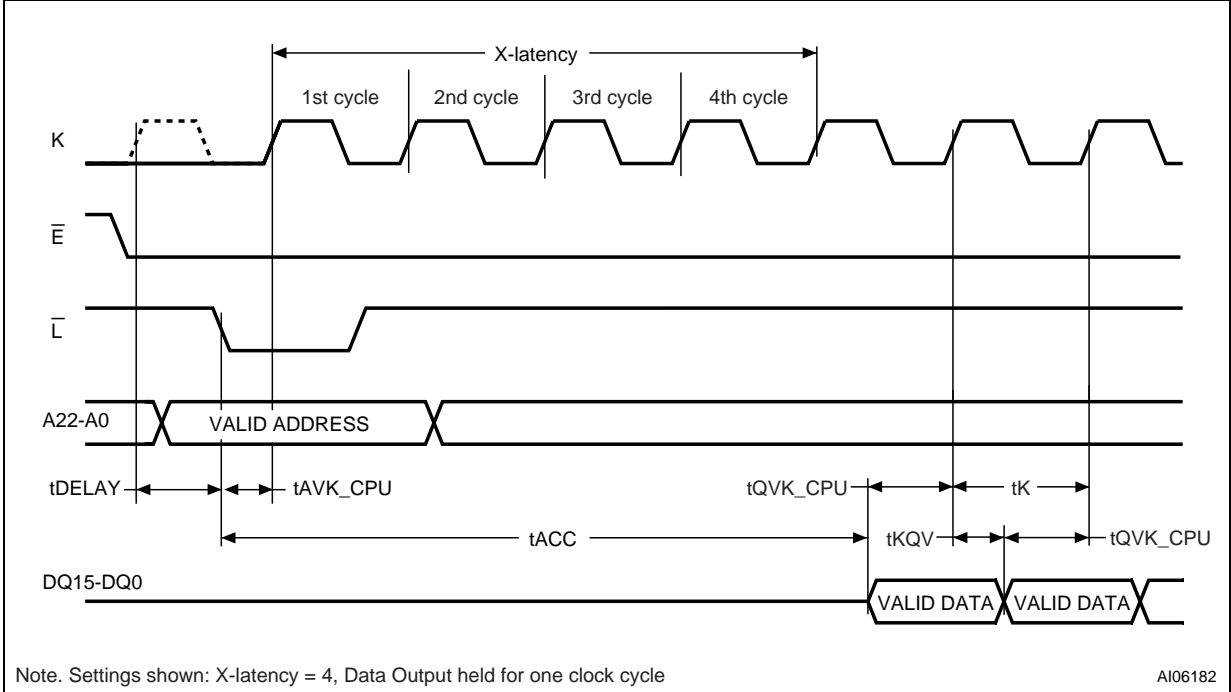 X-latency
1st cycle 2nd cycle 3rd cycle 4th cycle
K
E
L
A22-A0 VALID ADDRESS
tDELAY tAVK_CPU tQVK_CPU tK
tACC tKQV tQVK_CPU
DQ15-DQ0
VALID DATA VALID DATA
Note. Settings shown: X-latency = 4, Data Output held for one clock cycle AI06182